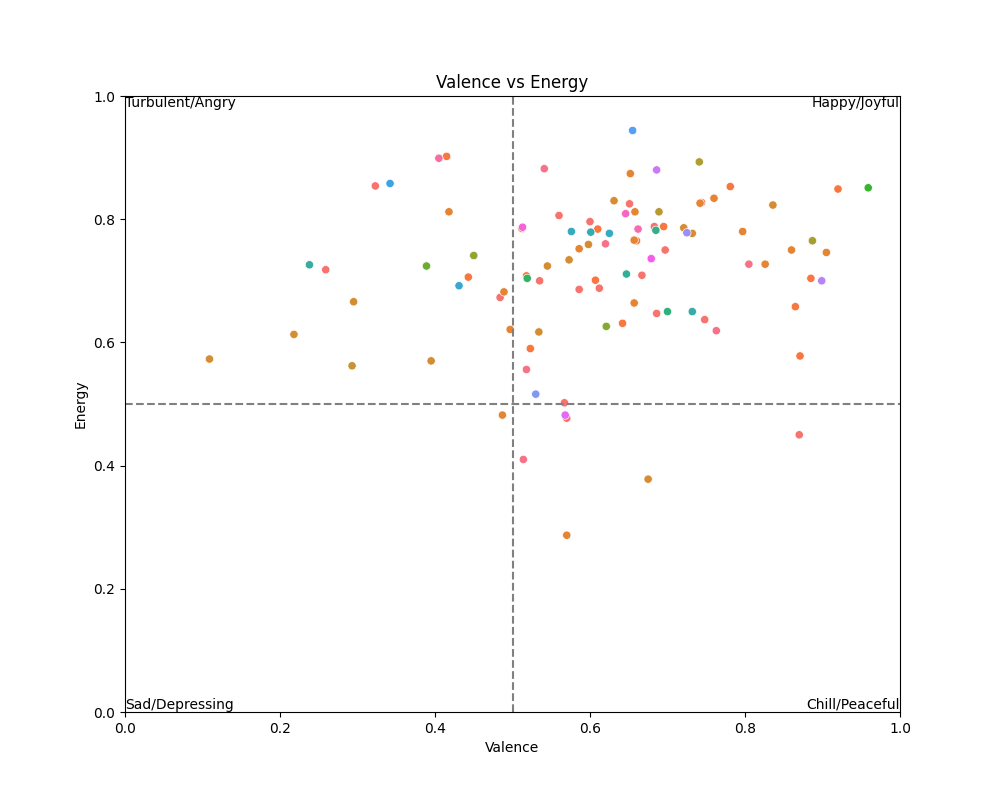 Valence vs Energy
1.0
Turbulent/Angry
Happy/Joyful
0.8
0.6
Energy
0.4
0.2
Sad/Depressing
Chill/Peaceful
0.0
0.0
0.2
0.4
0.6
0.8
1.0
Valence